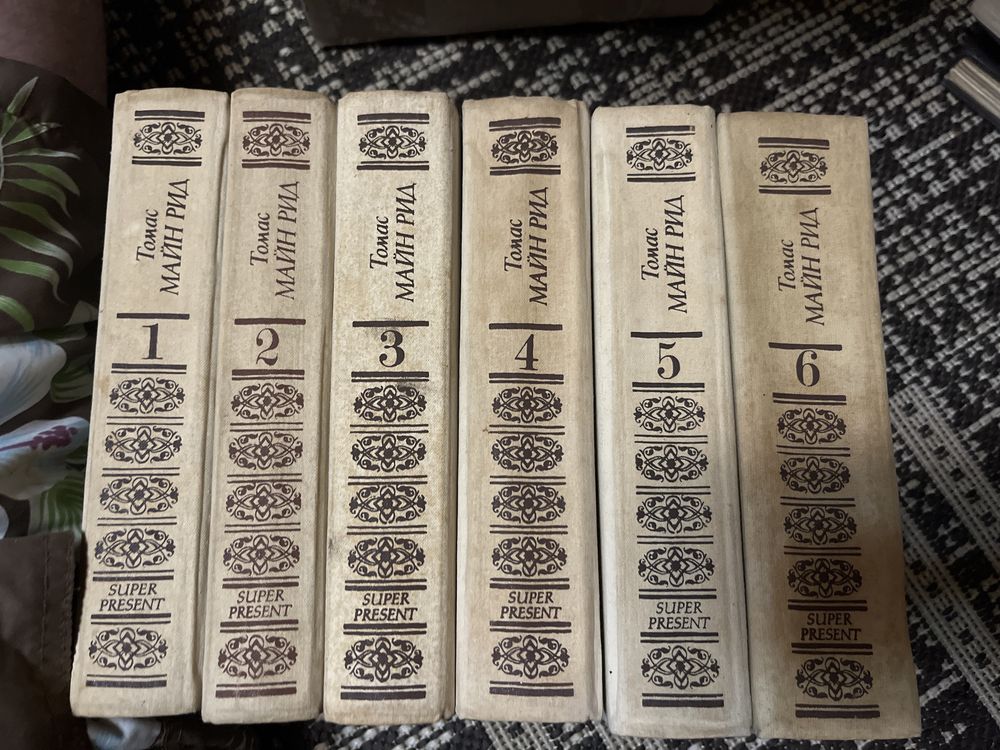 Томас
МАЙН РИД
1
SUPER
PRESENT
Томас
МАЙН РИД
2
SUPER
PRESENT
Томас
МАЙН РИД
3
SUPER
PRESENT
Томас
МАЙН РИД
4
SUPER
PRESENT
Томас
МАЙН РИД
5
SUPER
PRESENT
Томас
МАЙН РИД
6
SUPER
PRESENT